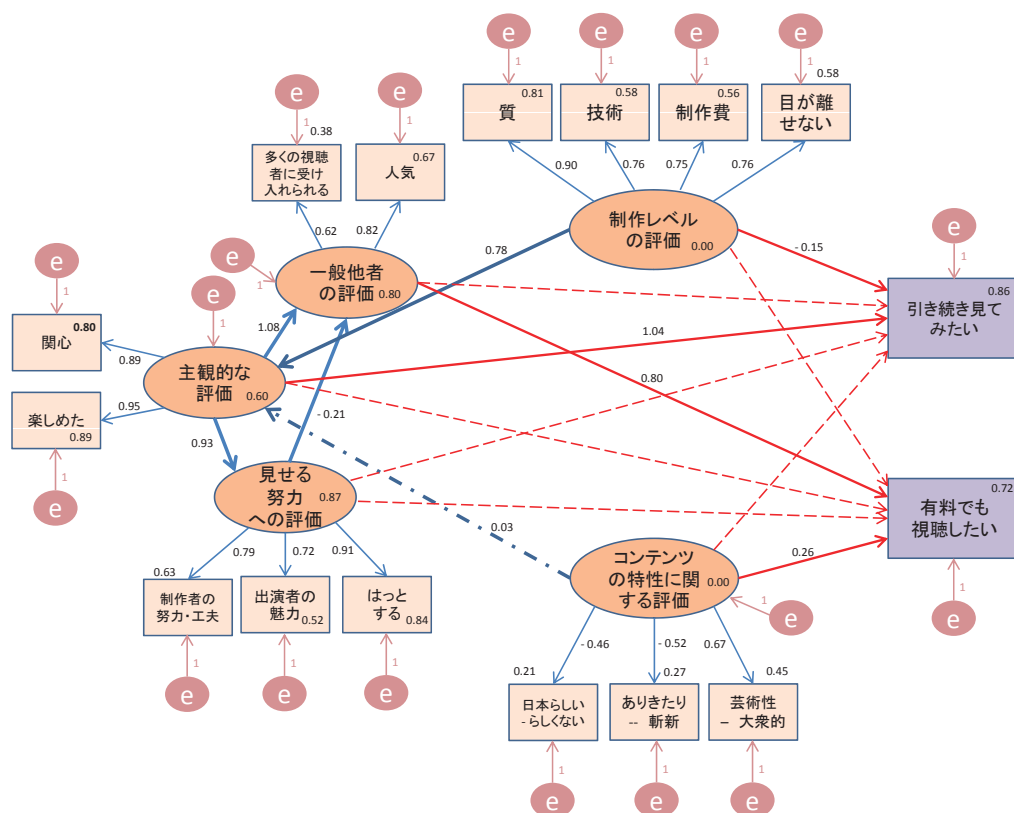 e
e
e
e
1
1
1
1
0.58
質
0.81
技術
0.58
制作費
0.56
目が離
せない
e
e
1
1
0.38
多くの視聴
者に受け
入れられる
人気
0.67
0.90
0.76
0.75
0.76
0.62
0.82
制作レベル
の評価
0.00
0.78
- 0.15
e
1
e
1
一般他者
の評価
0.80
e
1
0.86
引き続き見て
みたい
e
1
0.80
関心
0.89
1.08
主観的な
評価
0.60
1.04
0.80
楽しめた
0.89
0.95
- 0.21
0.93
e
1
見せる
努力
への評価
0.87
0.72
有料でも
視聴したい
0.03
0.26
コンテンツ
の特性に関
する評価
0.00
0.79
0.72
0.91
0.63
制作者の
努力・工夫
出演者の
魅力
0.52
はっと
する
0.84
1
e
1
e
- 0.46
- 0.52
0.67
1
1
1
e
e
e
0.21
0.27
0.45
日本らしい
- らしくない
ありきたり
-- 斬新
芸術性
– 大衆的
1
1
1
e
e
e